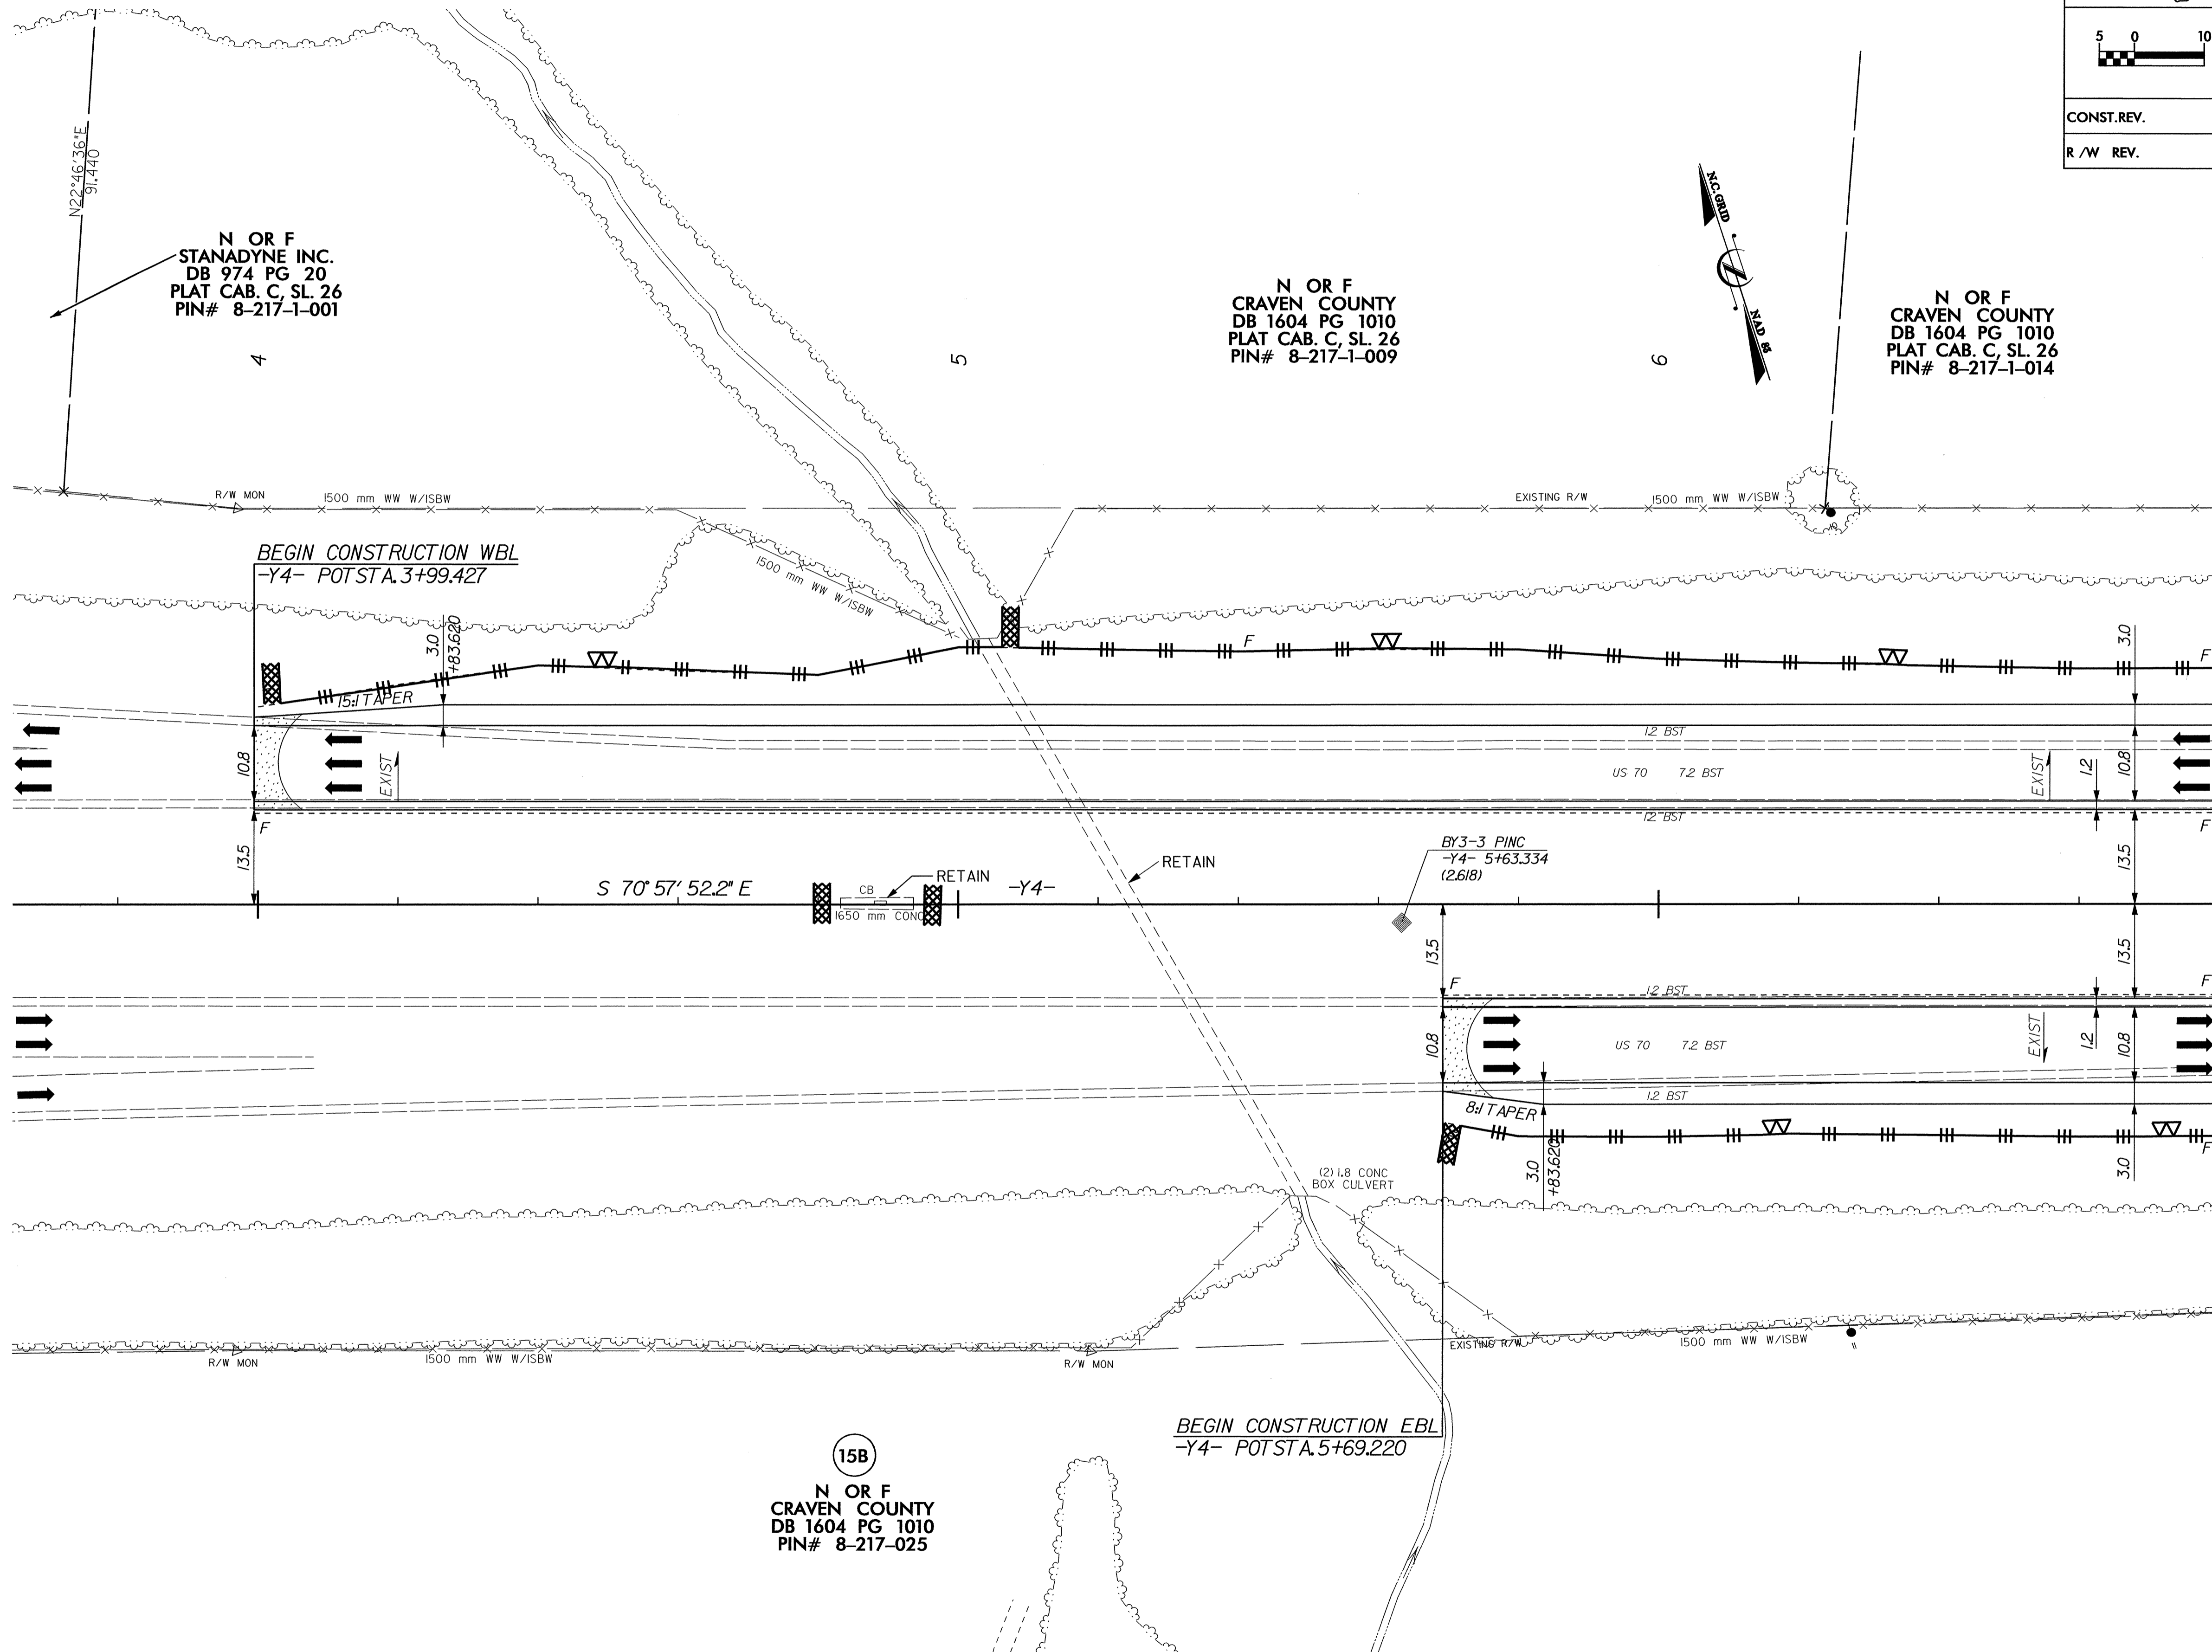 5 0 10
CONST.REV.
R/W REV.
N22°46'36"E
91.440
N OR F
STANADYNE INC.
DB 974 PG 20
PLAT CAB. C, SL. 26
PIN# 8-217-1-001
N OR F
CRAVEN COUNTY
DB 1604 PG 1010
PLAT CAB. C, SL. 26
PIN# 8-217-1-009
N.C. GRID
NAD 83
N OR F
CRAVEN COUNTY
DB 1604 PG 1010
PLAT CAB. C, SL. 26
PIN# 8-217-1-014
4
5
6
R/W MON
1500 mm WW W/1SBW
EXISTING R/W
1500 mm WW W/1SBW
10
BEGIN CONSTRUCTION WBL
-Y4- POTSTA.3+99.427
1500 mm WW W/1SBW
3.0
+83.620
F
3.0
F
15:1 TAPER
1.2 BST
10.8
EXIST
US 70 7.2 BST
EXIST
1.2
10.8
F
1.2 BST
F
13.5
BY3-3 PINC
-Y4- 5+63.334
(2.618)
13.5
RETAIN
S 70° 57' 52.2" E
CB
RETAIN
-Y4-
1650 mm CONC
13.5
13.5
F
1.2 BST
F
10.8
US 70 7.2 BST
EXIST
1.2
10.8
1.2 BST
8:1 TAPER
3.0
+83.620
3.0
F
(2) 1.8 CONC
BOX CULVERT
R/W MON
1500 mm WW W/1SBW
R/W MON
EXISTING R/W
1500 mm WW W/1SBW
11
BEGIN CONSTRUCTION EBL
-Y4- POTSTA.5+69.220
15B
N OR F
CRAVEN COUNTY
DB 1604 PG 1010
PIN# 8-217-025